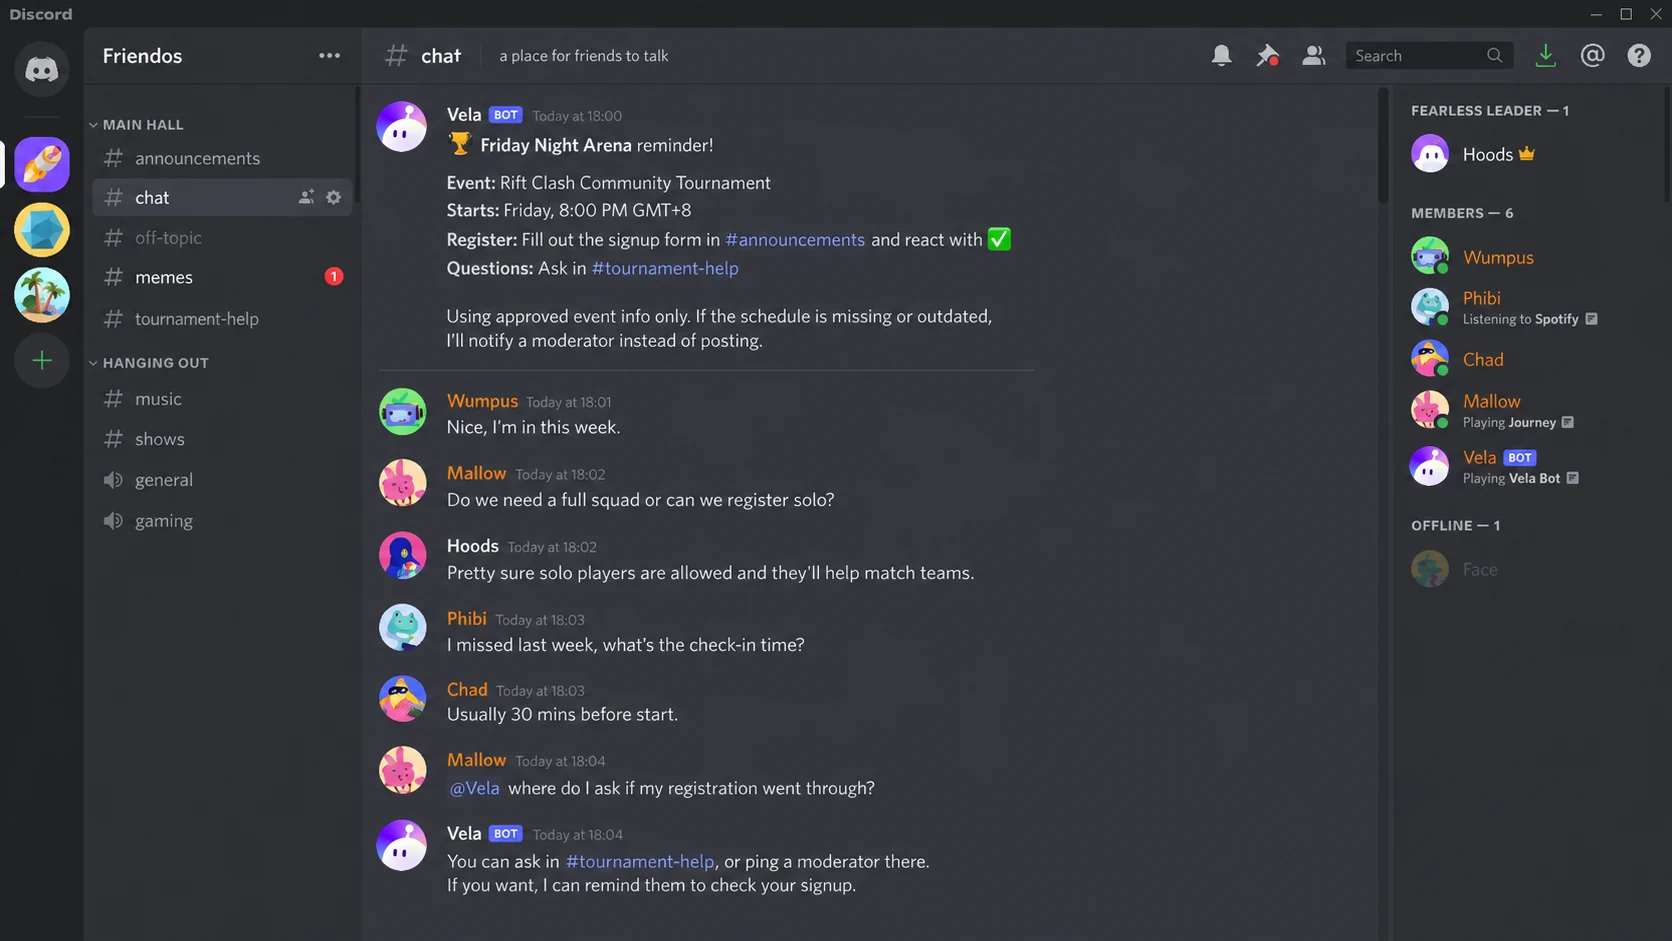 Discord
Friendos
MAIN HALL
announcements
chat
off-topic
memes
1
tournament-help
HANGING OUT
music
shows
general
gaming
chat
a place for friends to talk
Search
Vela BOT Today at 18:00
🏆 Friday Night Arena reminder!
Event: Rift Clash Community Tournament
Starts: Friday, 8:00 PM GMT+8
Register: Fill out the signup form in #announcements and react with ✅
Questions: Ask in #tournament-help
Using approved event info only. If the schedule is missing or outdated,
I'll notify a moderator instead of posting.
Wumpus Today at 18:01
Nice, I'm in this week.
Mallow Today at 18:02
Do we need a full squad or can we register solo?
Hoods Today at 18:02
Pretty sure solo players are allowed and they'll help match teams.
Phibi Today at 18:03
I missed last week, what's the check-in time?
Chad Today at 18:03
Usually 30 mins before start.
Mallow Today at 18:04
@Vela where do I ask if my registration went through?
Vela BOT Today at 18:04
You can ask in #tournament-help, or ping a moderator there.
If you want, I can remind them to check your signup.
FEARLESS LEADER — 1
Hoods
MEMBERS — 6
Wumpus
Phibi
Listening to Spotify
Chad
Mallow
Playing Journey
Vela BOT
Playing Vela Bot
OFFLINE — 1
Face